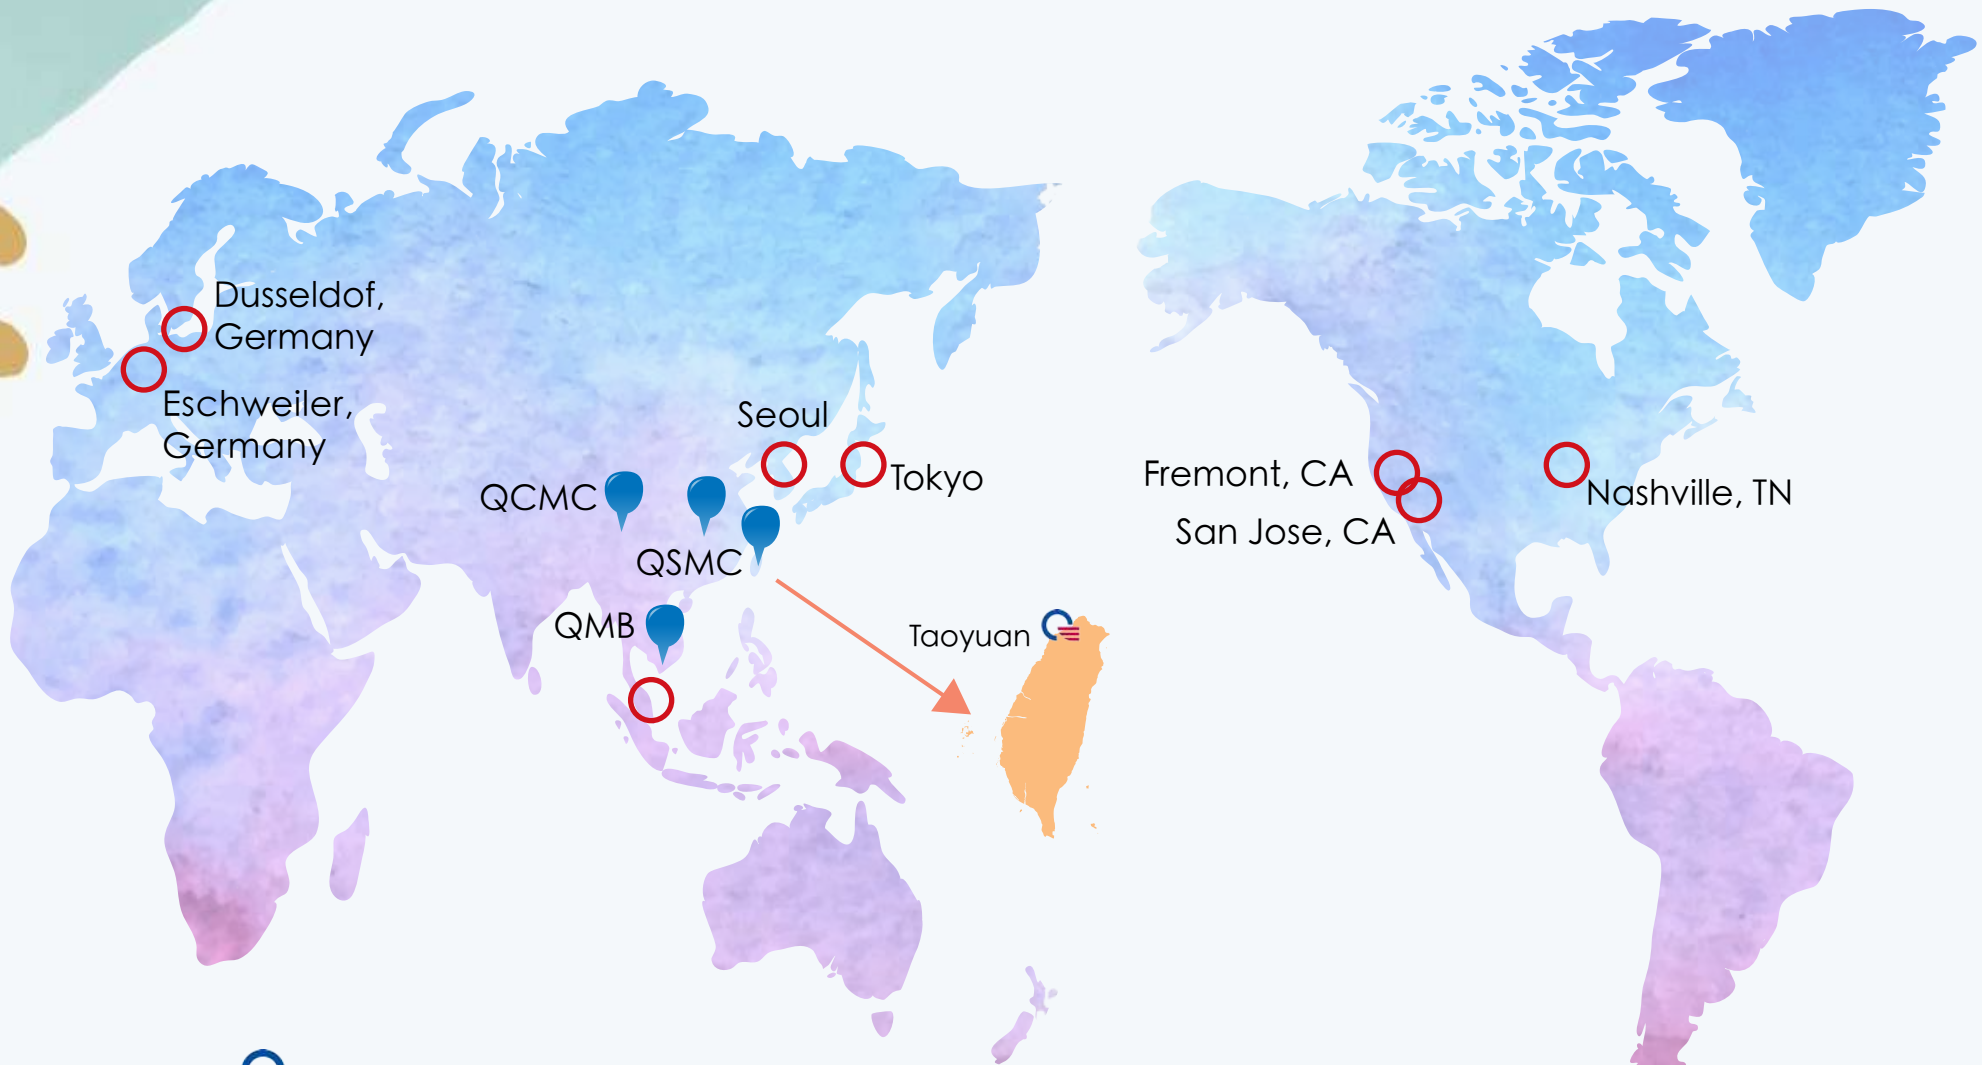 Dusseldof,
Germany
Eschweiler,
Germany
Seoul
Tokyo
QCMC
QSMC
QMB
Taoyuan
Fremont, CA
San Jose, CA
Nashville, TN